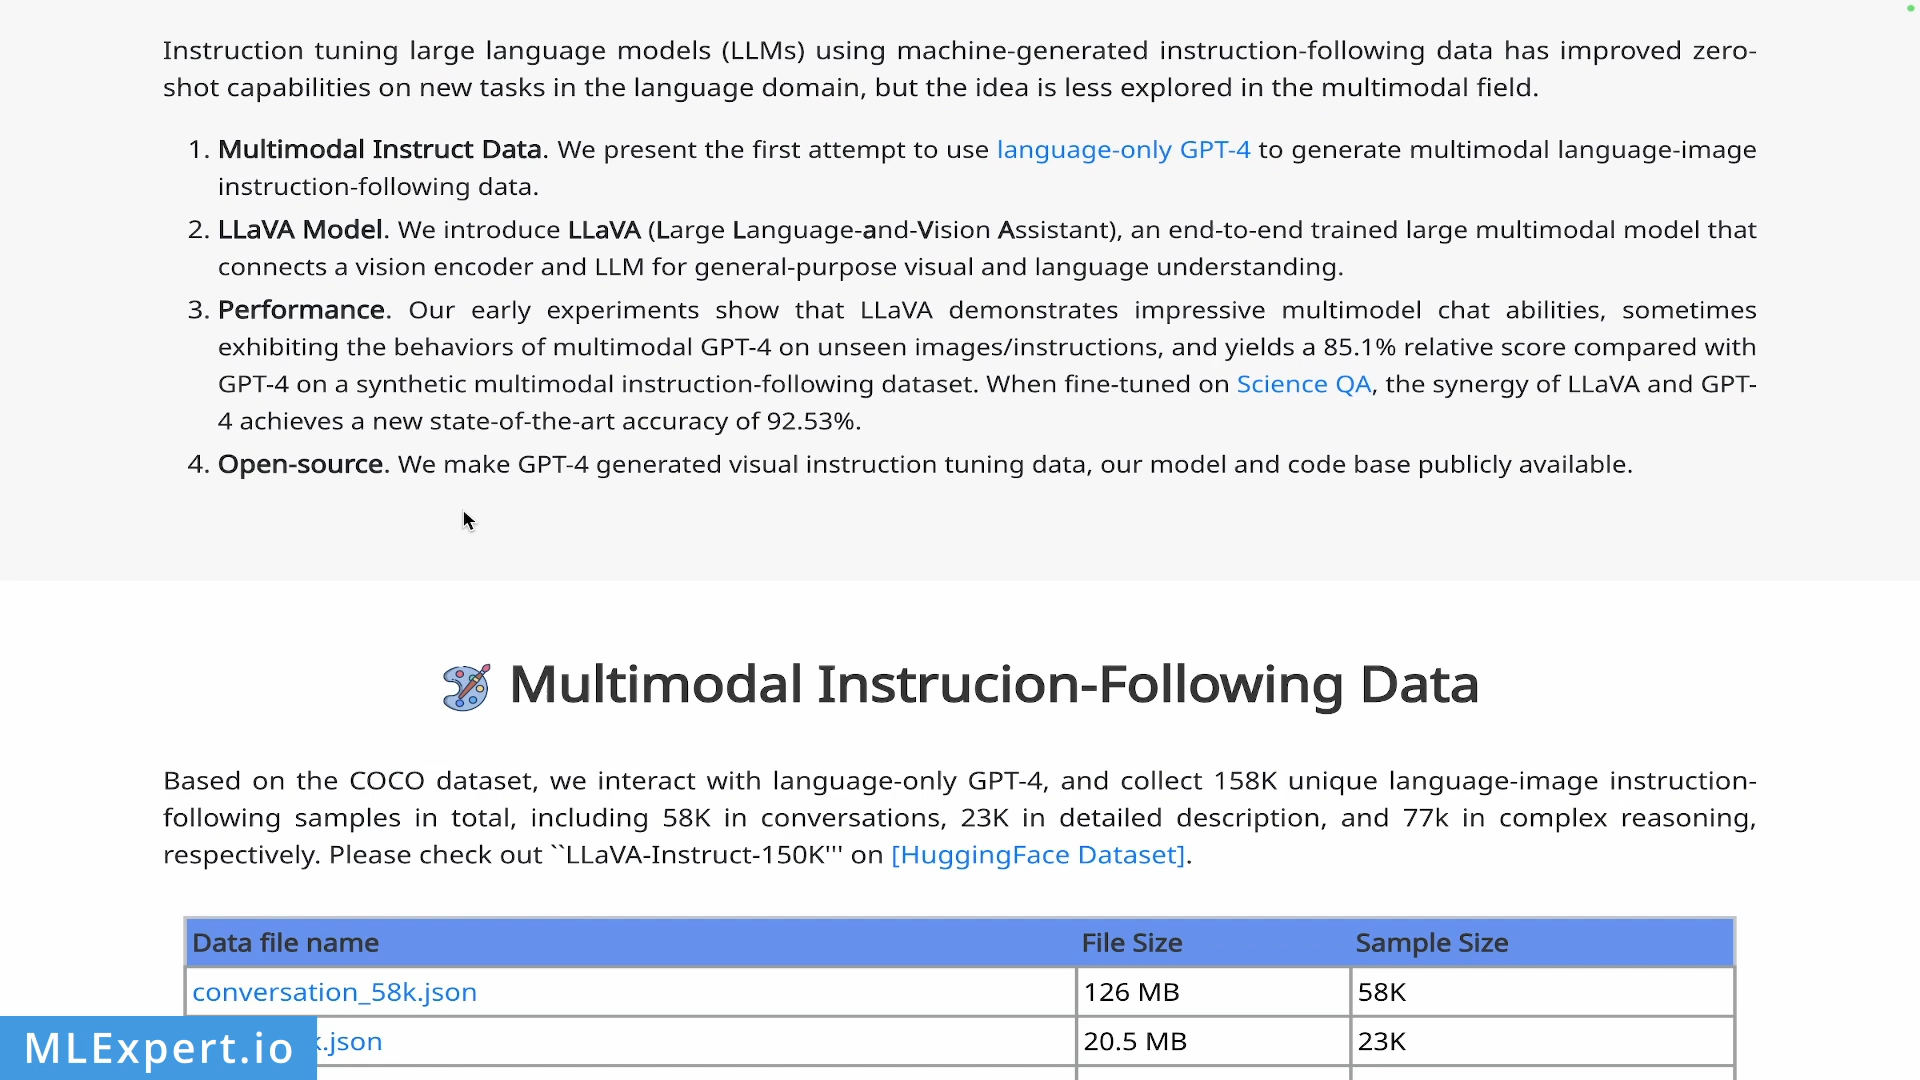 Instruction tuning large language models (LLMs) using machine-generated instruction-following data has improved zero-
shot capabilities on new tasks in the language domain, but the idea is less explored in the multimodal field.
1. Multimodal Instruct Data. We present the first attempt to use language-only GPT-4 to generate multimodal language-image
instruction-following data.
2. LLaVA Model. We introduce LLaVA (Large Language-and-Vision Assistant), an end-to-end trained large multimodal model that
connects a vision encoder and LLM for general-purpose visual and language understanding.
3. Performance. Our early experiments show that LLaVA demonstrates impressive multimodel chat abilities, sometimes
exhibiting the behaviors of multimodal GPT-4 on unseen images/instructions, and yields a 85.1% relative score compared with
GPT-4 on a synthetic multimodal instruction-following dataset. When fine-tuned on Science QA, the synergy of LLaVA and GPT-
4 achieves a new state-of-the-art accuracy of 92.53%.
4. Open-source. We make GPT-4 generated visual instruction tuning data, our model and code base publicly available.
Multimodal Instrucion-Following Data
Based on the COCO dataset, we interact with language-only GPT-4, and collect 158K unique language-image instruction-
following samples in total, including 58K in conversations, 23K in detailed description, and 77k in complex reasoning,
respectively. Please check out ``LLaVA-Instruct-150K''' on [HuggingFace Dataset].
Data file name File Size Sample Size
conversation_58k.json 126 MB 58K
.json 20.5 MB 23K
MLExpert.io